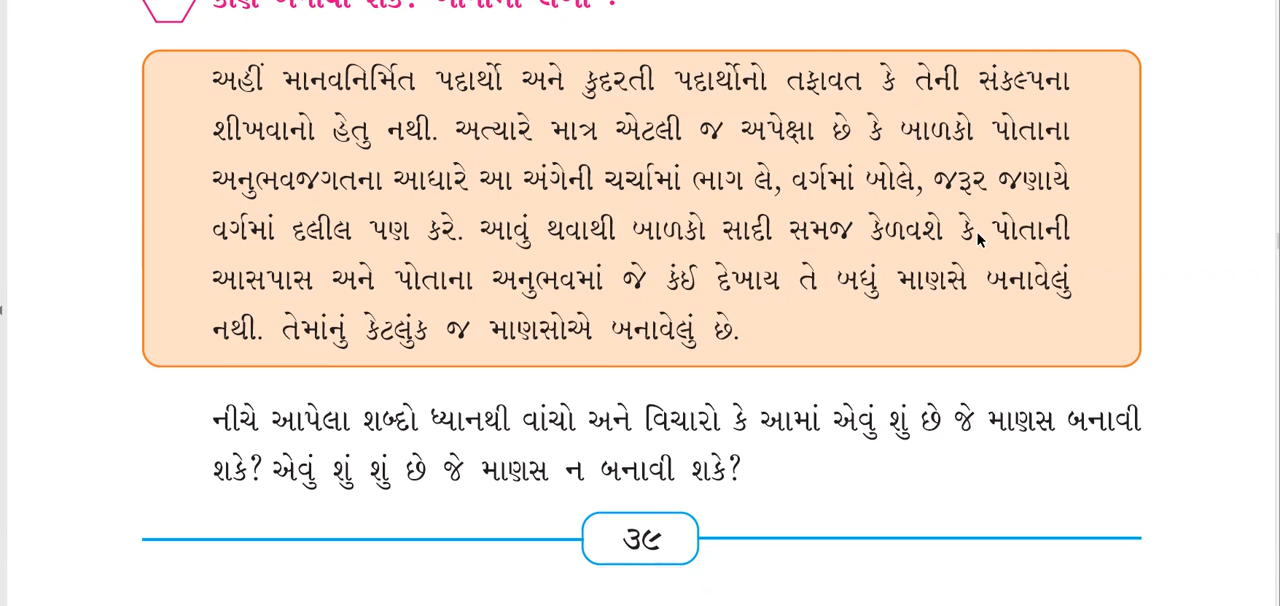 અહીં માનવનિર્મિત પદાર્થો અને કુદરતી પદાર્થોનો તફાવત કે તેની સંકલ્પના
શીખવાનો હેતુ નથી. અત્યારે માત્ર એટલી જ અપેક્ષા છે કે બાળકો પોતાના
અનુભવજગતના આધારે આ અંગેની ચર્ચામાં ભાગ લે, વર્ગમાં બોલે, જરૂર જણાયે
વર્ગમાં દલીલ પણ કરે. આવું થવાથી બાળકો સાદી સમજ કેળવશે કે, પોતાની
આસપાસ અને પોતાના અનુભવમાં જે કંઈ દેખાય તે બધું માણસે બનાવેલું
નથી. તેમાંનું કેટલુંક જ માણસોએ બનાવેલું છે.
નીચે આપેલા શબ્દો ધ્યાનથી વાંચો અને વિચારો કે આમાં એવું શું છે જે માણસ બનાવી
શકે? એવું શું શું છે જે માણસ ન બનાવી શકે?
૩૯